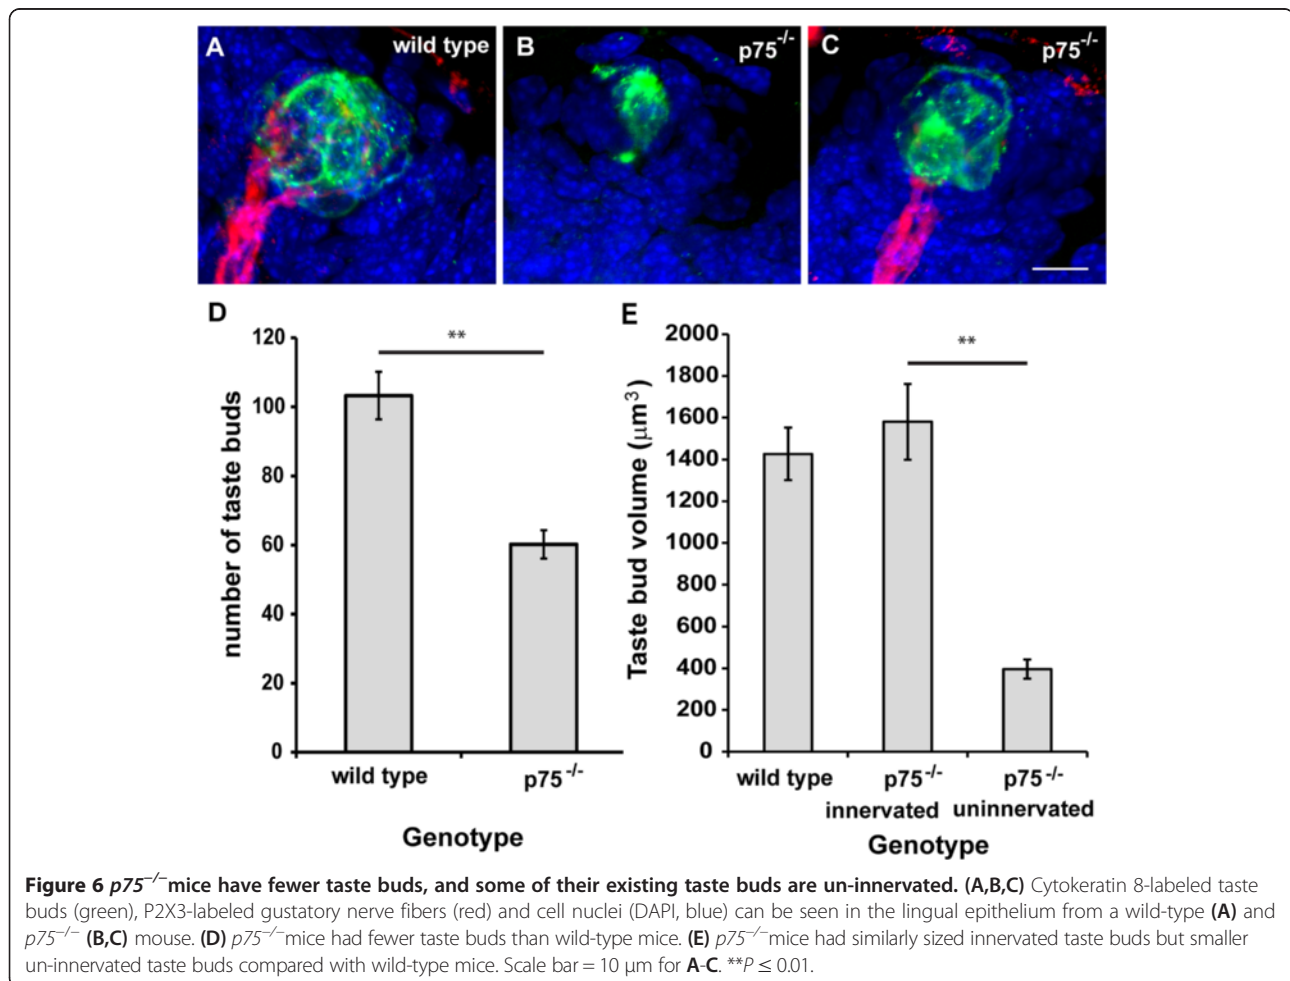 A wild type
B p75-/-
C p75-/-
D
**
120
100
80
60
40
20
0
number of taste buds
wild type p75-/-
Genotype
E
**
2000
1800
1600
1400
1200
1000
800
600
400
200
0
Taste bud volume (µm3)
wild type p75-/- p75-/-
innervated uninnervated
Genotype
Figure 6 p75−/−mice have fewer taste buds, and some of their existing taste buds are un-innervated. (A,B,C) Cytokeratin 8-labeled taste
buds (green), P2X3-labeled gustatory nerve fibers (red) and cell nuclei (DAPI, blue) can be seen in the lingual epithelium from a wild-type (A) and
p75−/− (B,C) mouse. (D) p75−/−mice had fewer taste buds than wild-type mice. (E) p75−/−mice had similarly sized innervated taste buds but smaller
un-innervated taste buds compared with wild-type mice. Scale bar = 10 µm for A-C. **P ≤ 0.01.